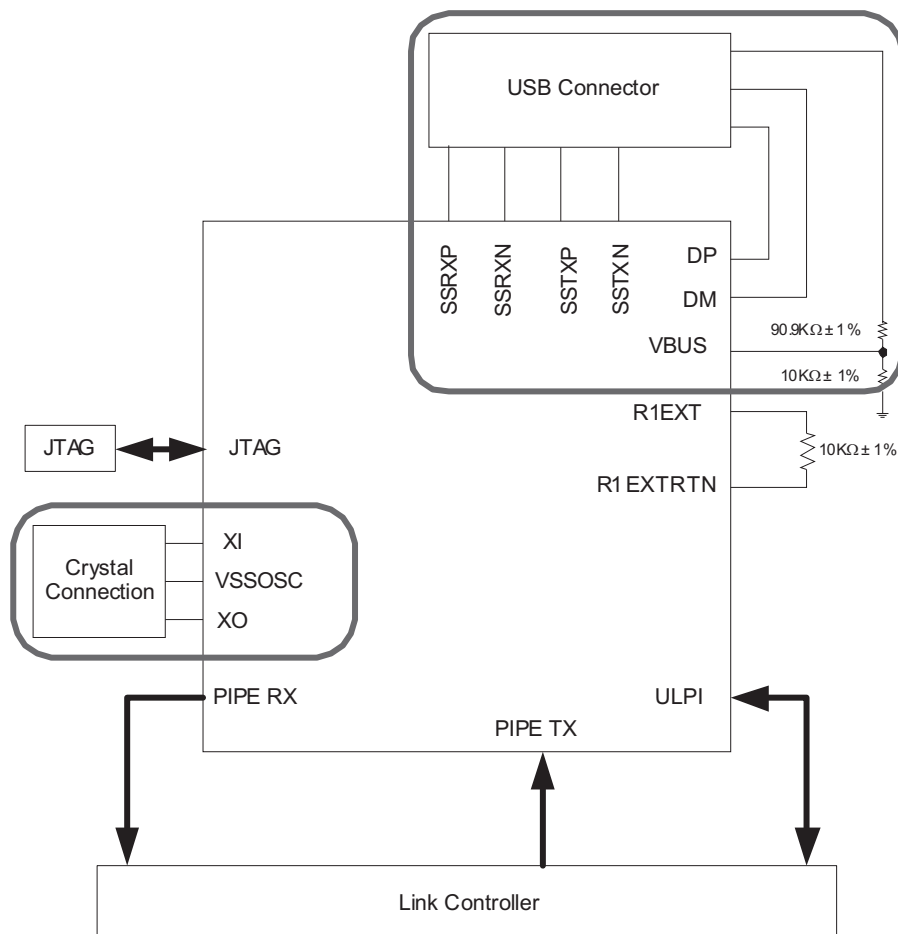 USB Connector
SSRXP
SSRXN
SSTXP
SSTXN
DP
DM
VBUS
90.9KΩ ± 1%
10KΩ ± 1%
R1EXT
10KΩ ± 1%
R1EXTRTN
JTAG
JTAG
Crystal
Connection
XI
VSSOSC
XO
PIPE RX
ULPI
PIPE TX
Link Controller